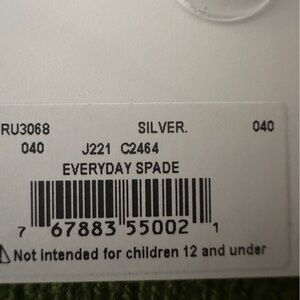 RU3068 SILVER. 040
040 J221 C2464
EVERYDAY SPADE
7 67883 55002 1
⚠ Not intended for children 12 and under